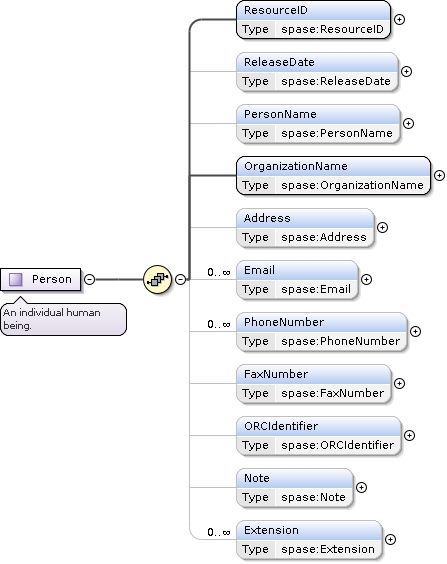 ResourceID
Type spase:ResourceID
ReleaseDate
Type spase:ReleaseDate
PersonName
Type spase:PersonName
OrganizationName
Type spase:OrganizationName
Address
Type spase:Address
Person
An individual human
being.
0..∞ Email
Type spase:Email
0..∞ PhoneNumber
Type spase:PhoneNumber
FaxNumber
Type spase:FaxNumber
ORCIdentifier
Type spase:ORCIdentifier
Note
Type spase:Note
0..∞ Extension
Type spase:Extension